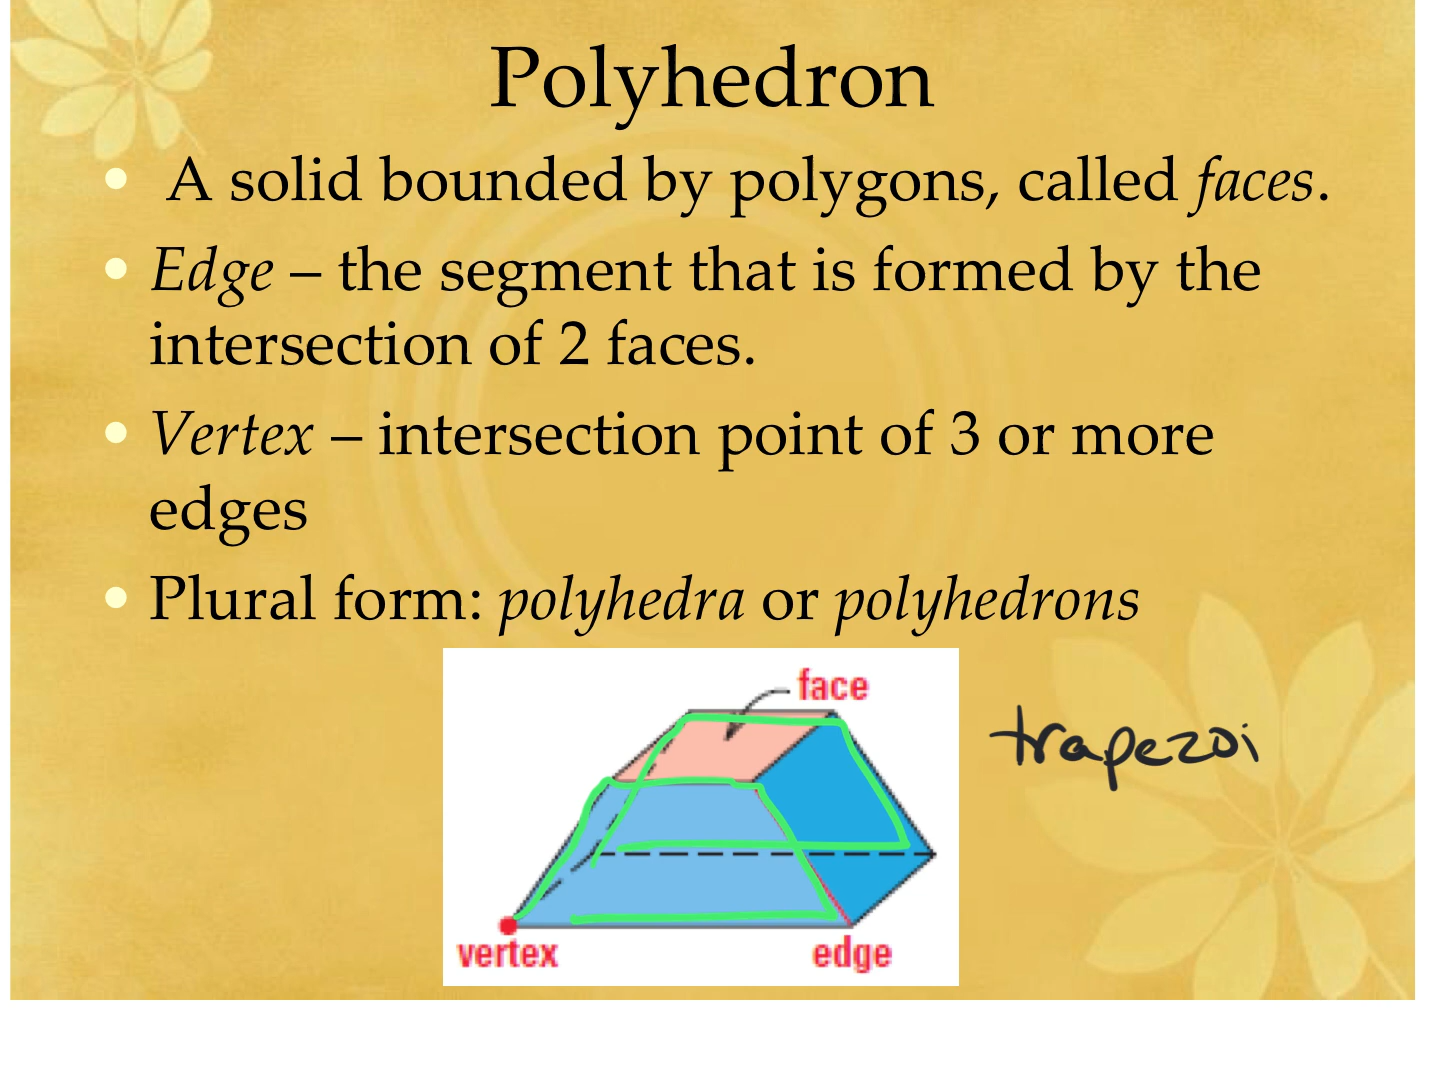 Polyhedron
• A solid bounded by polygons, called faces.
• Edge – the segment that is formed by the
intersection of 2 faces.
• Vertex – intersection point of 3 or more
edges
• Plural form: polyhedra or polyhedrons
face
trapezoi
vertex
edge